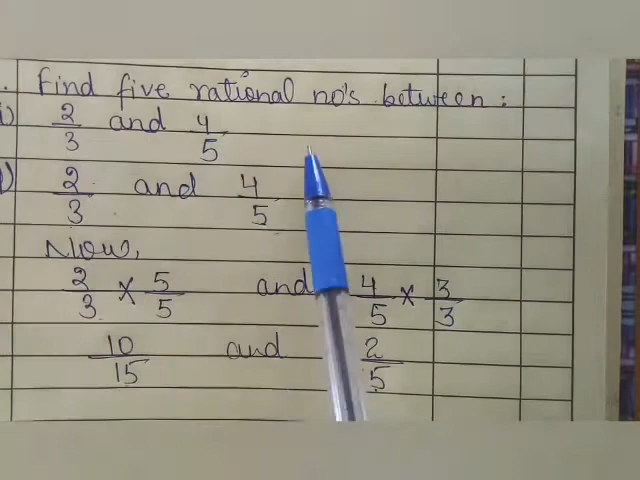 . Find five rational no's between :
i) 2/3 and 4/5
) 2/3 and 4/5
Now,
2/3 × 5/5 and 4/5 × 3/3
10/15 and 2/5